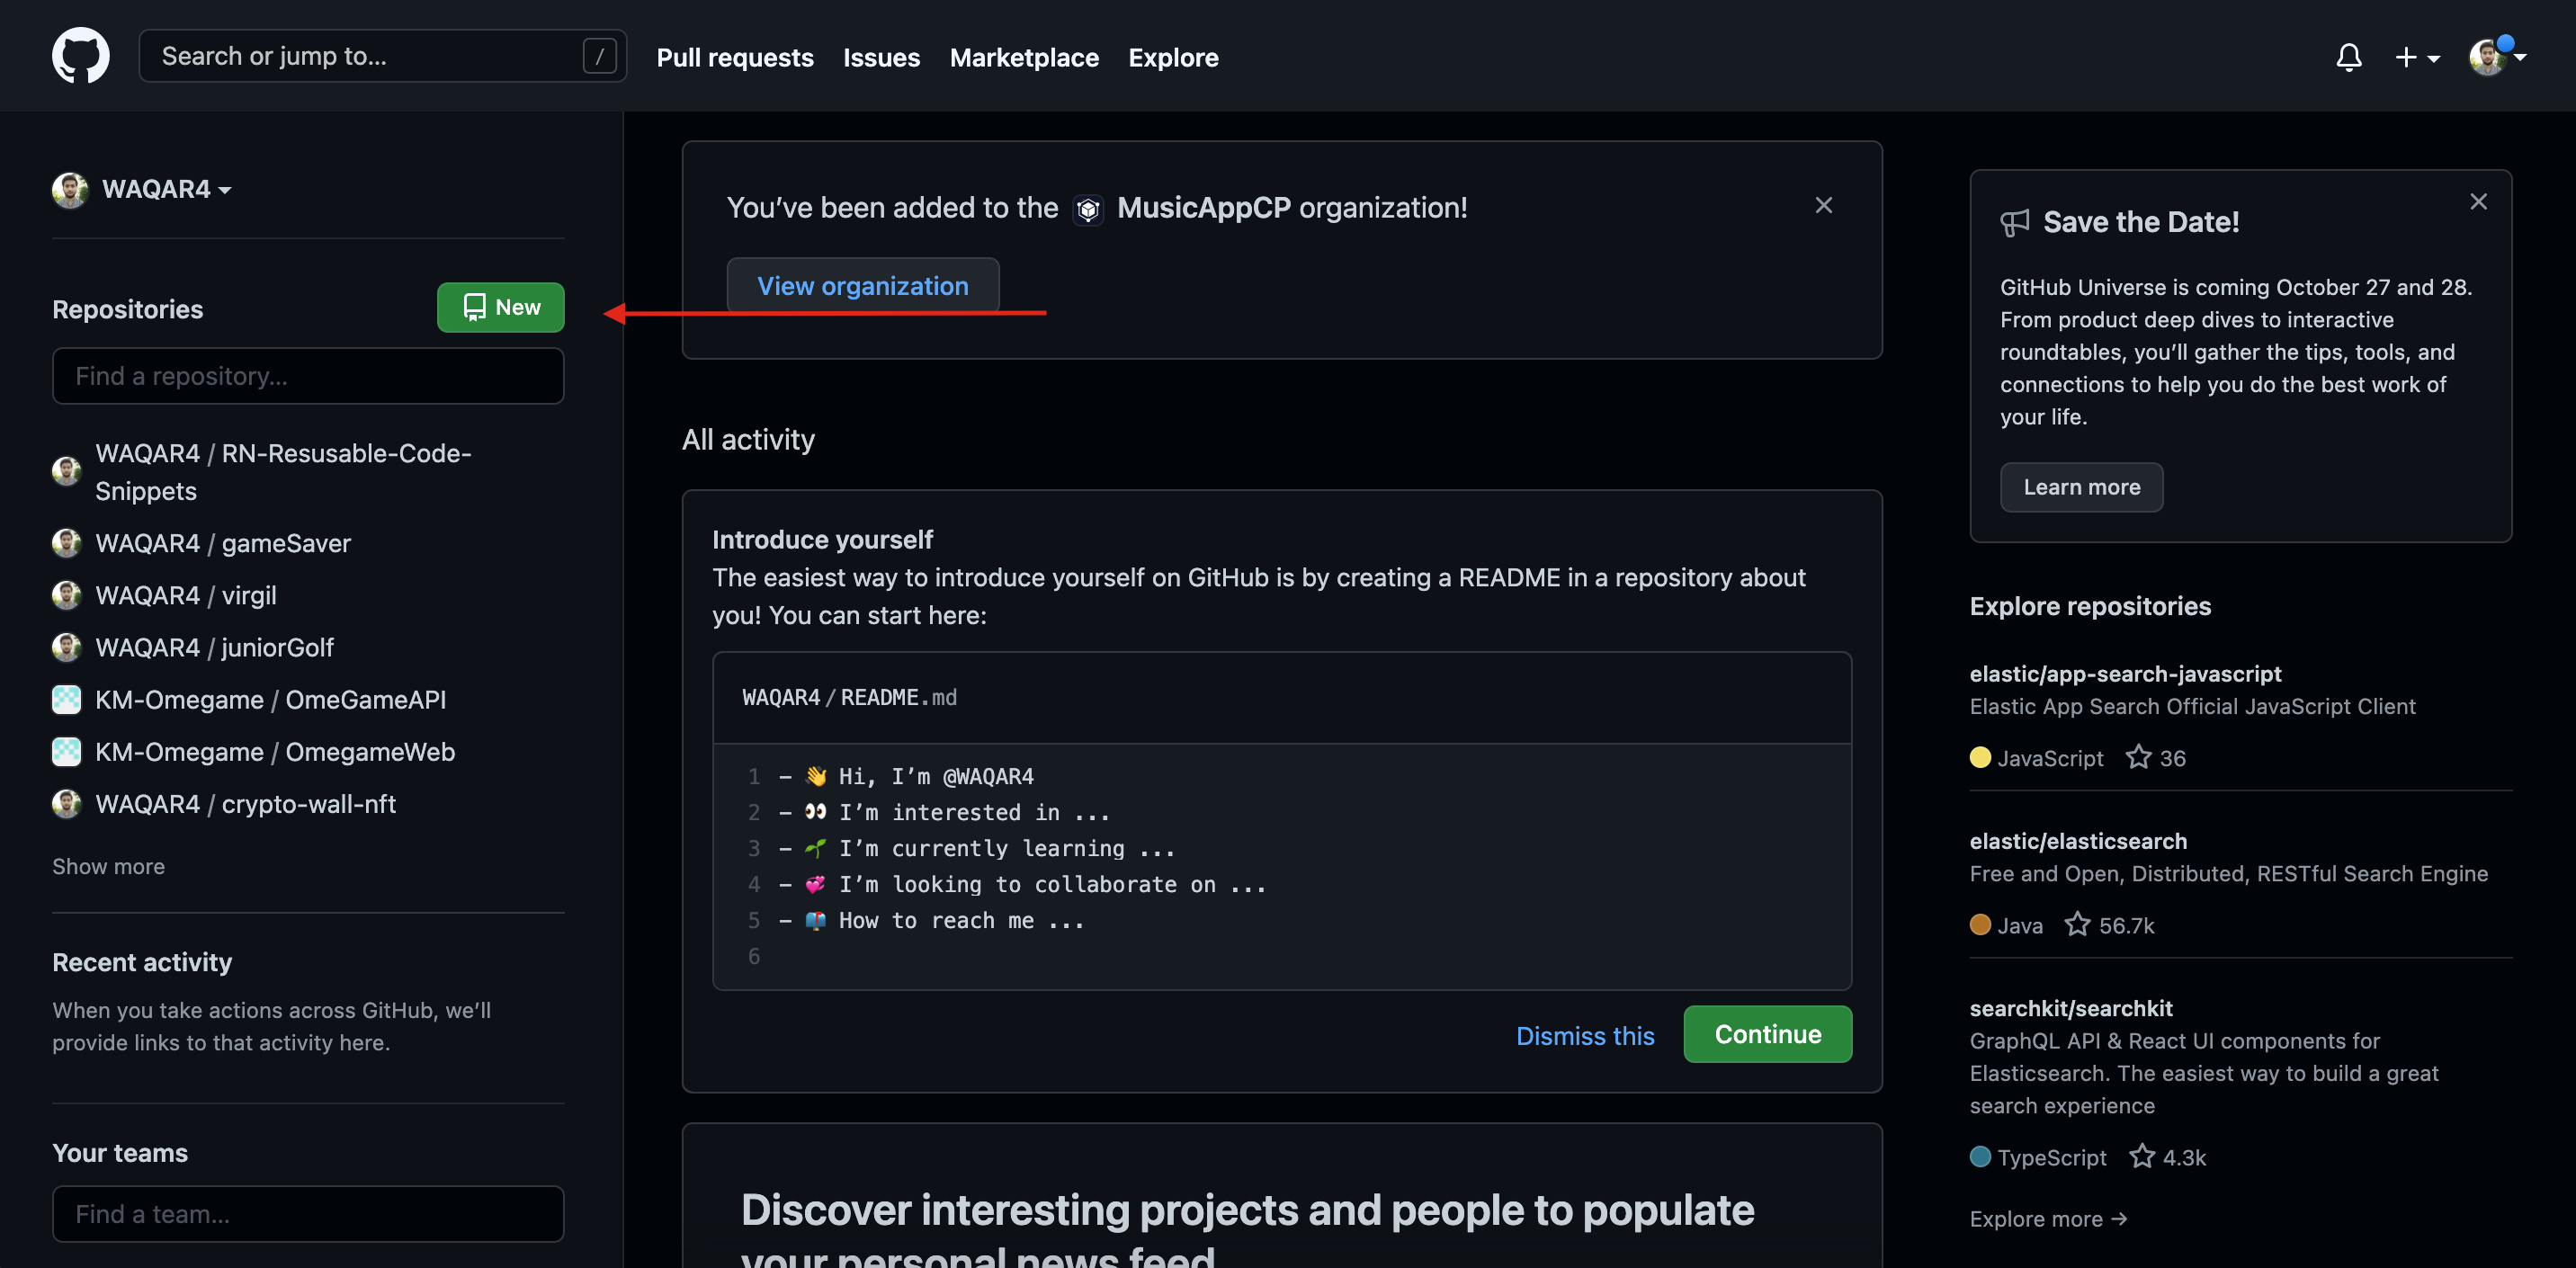 Search or jump to... /
Pull requests Issues Marketplace Explore
WAQAR4
Repositories
New
Find a repository...
WAQAR4 / RN-Resusable-Code-
Snippets
WAQAR4 / gameSaver
WAQAR4 / virgil
WAQAR4 / juniorGolf
KM-Omegame / OmeGameAPI
KM-Omegame / OmegameWeb
WAQAR4 / crypto-wall-nft
Show more
Recent activity
When you take actions across GitHub, we’ll
provide links to that activity here.
Your teams
Find a team...
You’ve been added to the MusicAppCP organization!
View organization
All activity
Introduce yourself
The easiest way to introduce yourself on GitHub is by creating a README in a repository about
you! You can start here:
WAQAR4 / README.md
1 – 👋 Hi, I’m @WAQAR4
2 – 👀 I’m interested in ...
3 – 🌱 I’m currently learning ...
4 – 💞️ I’m looking to collaborate on ...
5 – 📫 How to reach me ...
6
Dismiss this
Continue
Discover interesting projects and people to populate
your personal news feed
Save the Date!
GitHub Universe is coming October 27 and 28.
From product deep dives to interactive
roundtables, you’ll gather the tips, tools, and
connections to help you do the best work of
your life.
Learn more
Explore repositories
elastic/app-search-javascript
Elastic App Search Official JavaScript Client
JavaScript 36
elastic/elasticsearch
Free and Open, Distributed, RESTful Search Engine
Java 56.7k
searchkit/searchkit
GraphQL API & React UI components for
Elasticsearch. The easiest way to build a great
search experience
TypeScript 4.3k
Explore more →